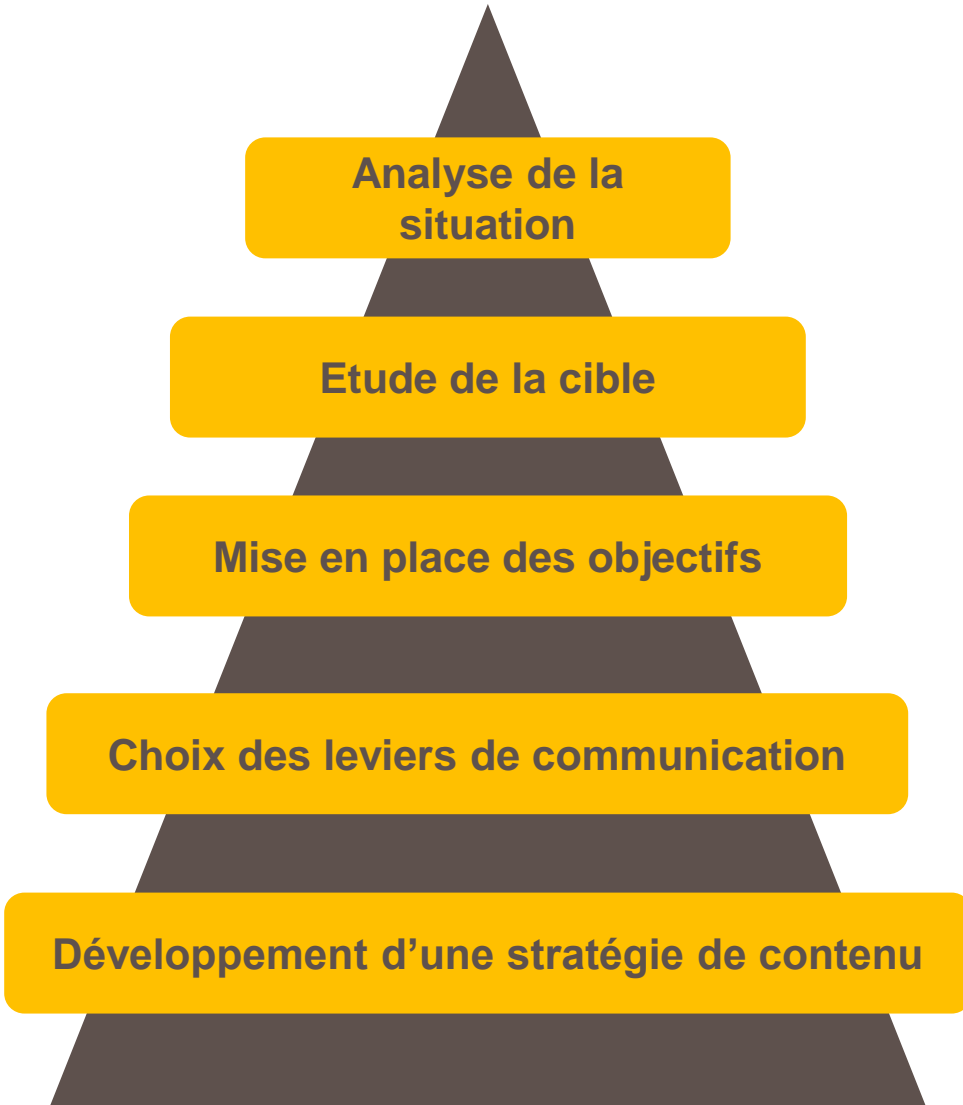 Analyse de la
situation
Etude de la cible
Mise en place des objectifs
Choix des leviers de communication
Développement d’une stratégie de contenu